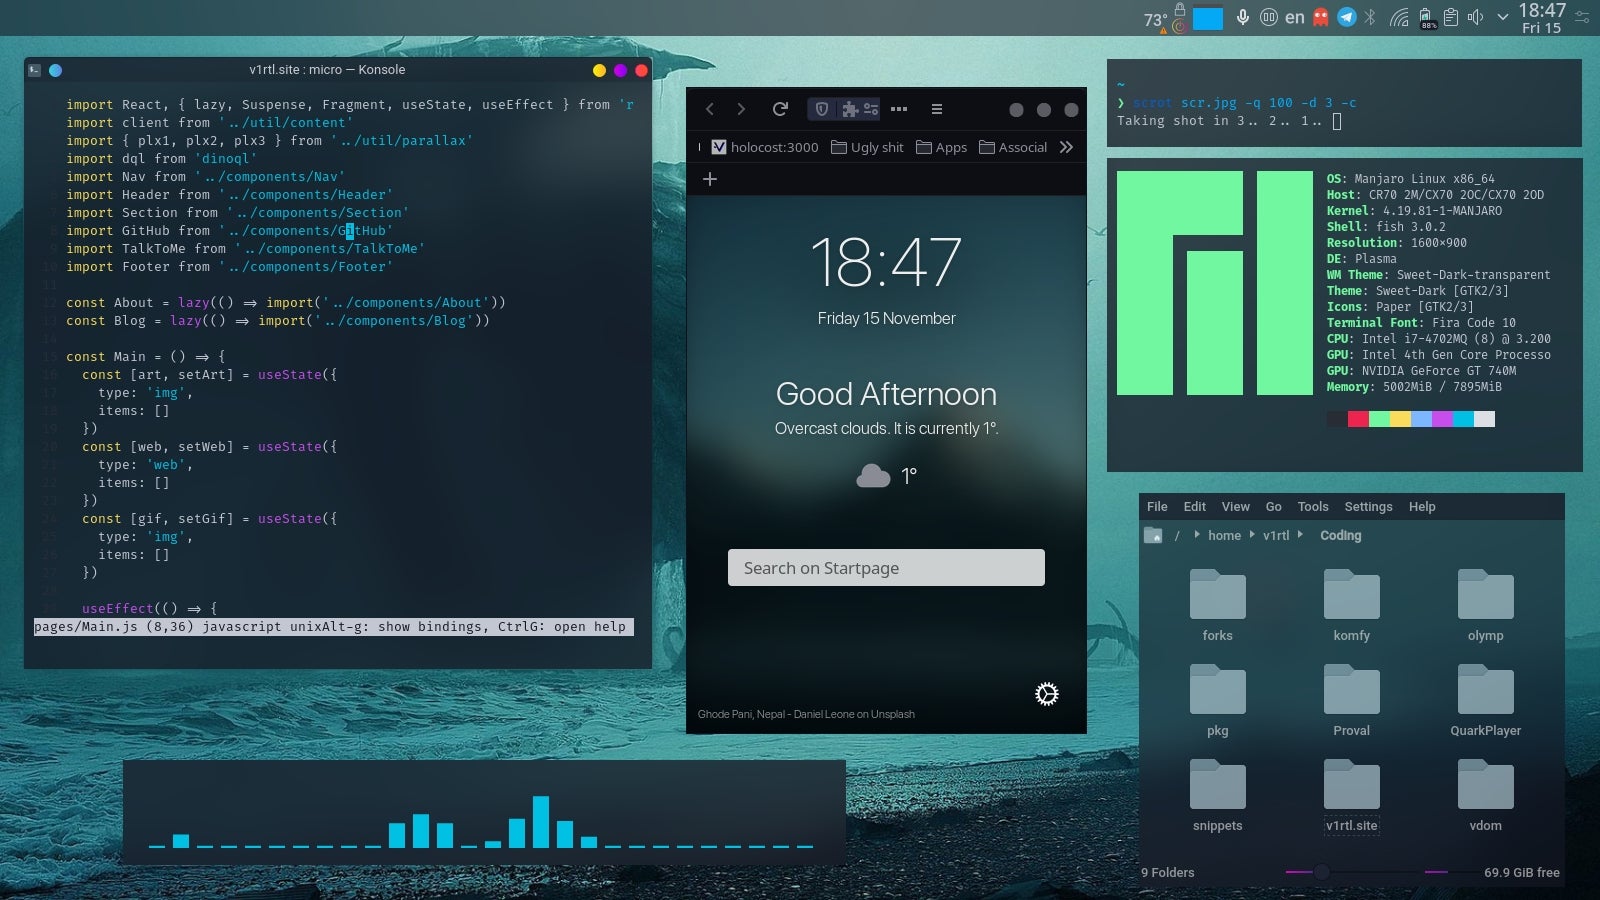 73°
88%
en
18:47
Fri 15
v1rtl.site : micro — Konsole
import React, { lazy, Suspense, Fragment, useState, useEffect } from 'r
import client from '../util/content'
import { plx1, plx2, plx3 } from '../util/parallax'
import dql from 'dinoql'
import Nav from '../components/Nav'
import Header from '../components/Header'
import Section from '../components/Section'
import GitHub from '../components/GitHub'
import TalkToMe from '../components/TalkToMe'
import Footer from '../components/Footer'
const About = lazy(() => import('../components/About'))
const Blog = lazy(() => import('../components/Blog'))
const Main = () => {
const [art, setArt] = useState({
type: 'img',
items: []
})
const [web, setWeb] = useState({
type: 'web',
items: []
})
const [gif, setGif] = useState({
type: 'img',
items: []
})
useEffect(() => {
pages/Main.js (8,36) javascript unixAlt-g: show bindings, CtrlG: open help
holocost:3000
Ugly shit
Apps
Associal
18:47
Friday 15 November
Good Afternoon
Overcast clouds. It is currently 1°.
1°
Search on Startpage
Ghode Pani, Nepal - Daniel Leone on Unsplash
~
❯ scrot scr.jpg -q 100 -d 3 -c
Taking shot in 3.. 2.. 1..
OS: Manjaro Linux x86_64
Host: CR70 2M/CX70 2OC/CX70 2OD
Kernel: 4.19.81-1-MANJARO
Shell: fish 3.0.2
Resolution: 1600×900
DE: Plasma
WM Theme: Sweet-Dark-transparent
Theme: Sweet-Dark [GTK2/3]
Icons: Paper [GTK2/3]
Terminal Font: Fira Code 10
CPU: Intel i7-4702MQ (8) @ 3.200
GPU: Intel 4th Gen Core Processo
GPU: NVIDIA GeForce GT 740M
Memory: 5002MiB / 7895MiB
File Edit View Go Tools Settings Help
/ home v1rtl Coding
forks komfy olymp
pkg Proval QuarkPlayer
snippets v1rtl.site vdom
9 Folders
69.9 GiB free